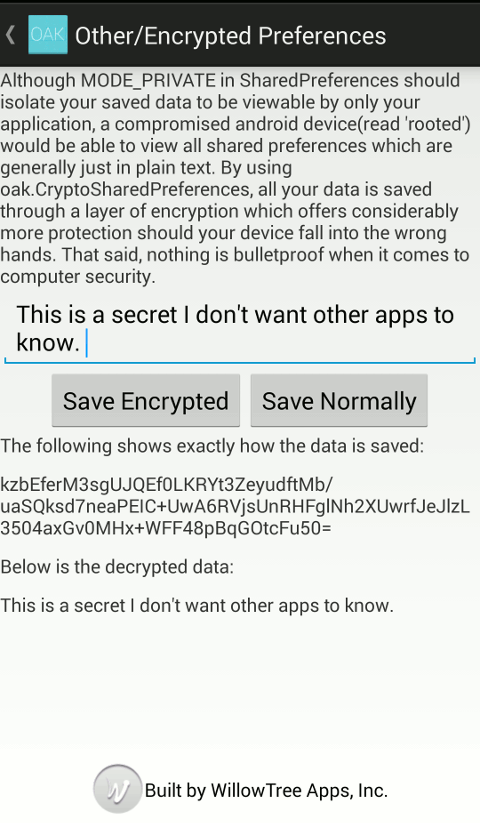 OAK Other/Encrypted Preferences
Although MODE_PRIVATE in SharedPreferences should
isolate your saved data to be viewable by only your
application, a compromised android device(read 'rooted')
would be able to view all shared preferences which are
generally just in plain text. By using
oak.CryptoSharedPreferences, all your data is saved
through a layer of encryption which offers considerably
more protection should your device fall into the wrong
hands. That said, nothing is bulletproof when it comes to
computer security.
This is a secret I don't want other apps to
know.
Save Encrypted Save Normally
The following shows exactly how the data is saved:
kzbEferM3sgUJQEf0LKRYt3ZeyudftMb/
uaSQksd7neaPEIC+UwA6RVjsUnRHFglNh2XUwrfJeJlzL
3504axGv0MHx+WFF48pBqGOtcFu50=
Below is the decrypted data:
This is a secret I don't want other apps to know.
Built by WillowTree Apps, Inc.